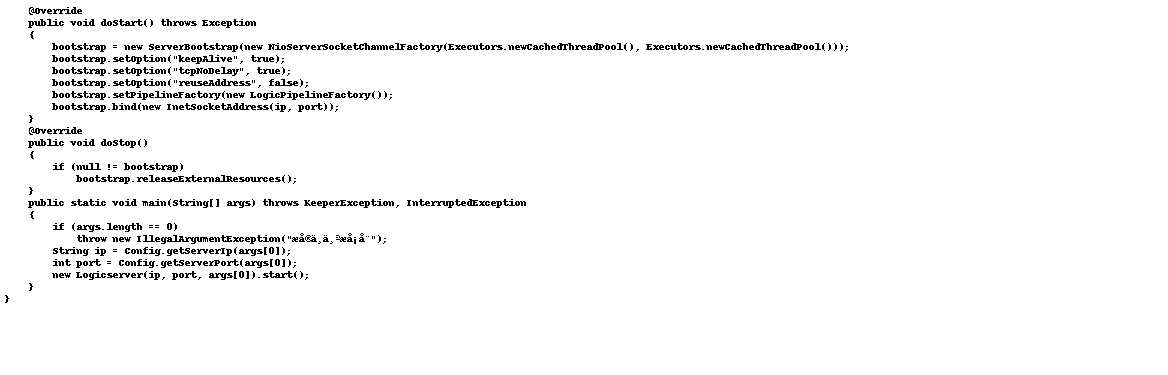 @Override
public void doStart() throws Exception
{
bootstrap = new ServerBootstrap(new NioServerSocketChannelFactory(Executors.newCachedThreadPool(), Executors.newCachedThreadPool()));
bootstrap.setOption("keepAlive", true);
bootstrap.setOption("tcpNoDelay", true);
bootstrap.setOption("reuseAddress", false);
bootstrap.setPipelineFactory(new LogicPipelineFactory());
bootstrap.bind(new InetSocketAddress(ip, port));
}
@Override
public void doStop()
{
if (null != bootstrap)
bootstrap.releaseExternalResources();
}
public static void main(String[] args) throws KeeperException, InterruptedException
{
if (args.length == 0)
throw new IllegalArgumentException("");
String ip = Config.getServerIp(args[0]);
int port = Config.getServerPort(args[0]);
new Logicserver(ip, port, args[0]).start();
}
}